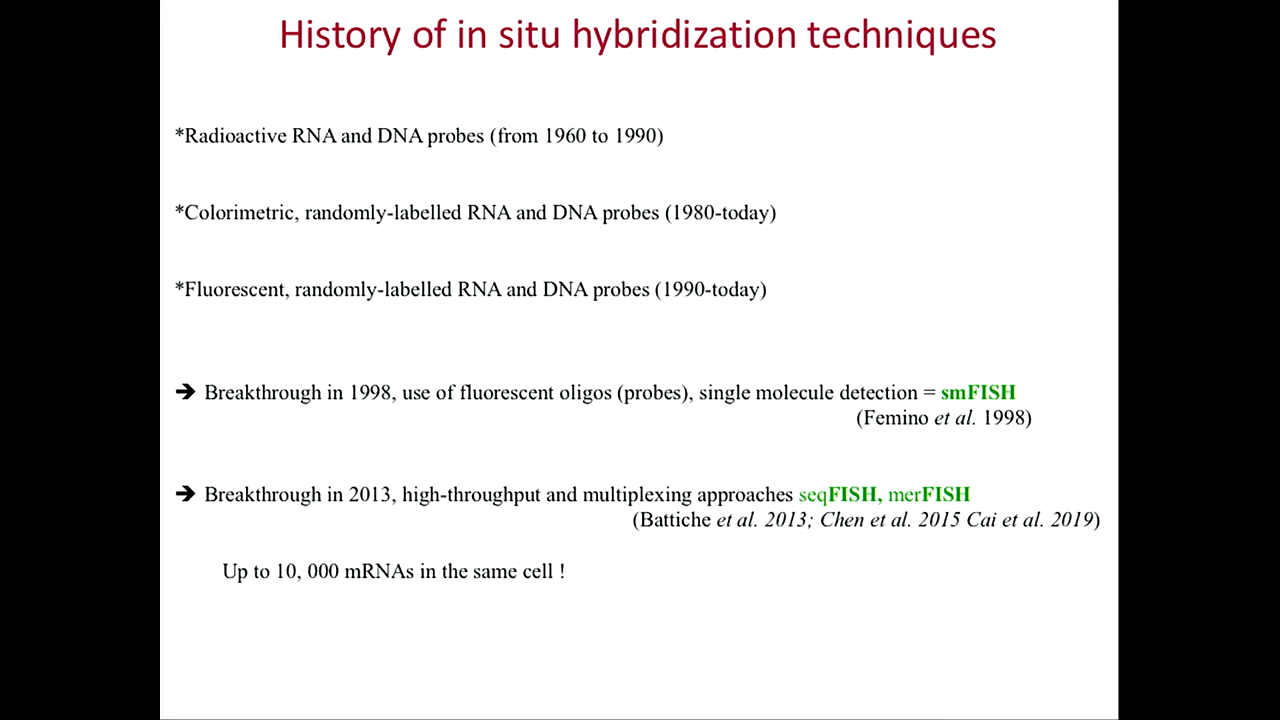 History of in situ hybridization techniques
*Radioactive RNA and DNA probes (from 1960 to 1990)
*Colorimetric, randomly-labelled RNA and DNA probes (1980-today)
*Fluorescent, randomly-labelled RNA and DNA probes (1990-today)
➔ Breakthrough in 1998, use of fluorescent oligos (probes), single molecule detection = smFISH
(Femino et al. 1998)
➔ Breakthrough in 2013, high-throughput and multiplexing approaches seqFISH, merFISH
(Battiche et al. 2013; Chen et al. 2015 Cai et al. 2019)
Up to 10, 000 mRNAs in the same cell !